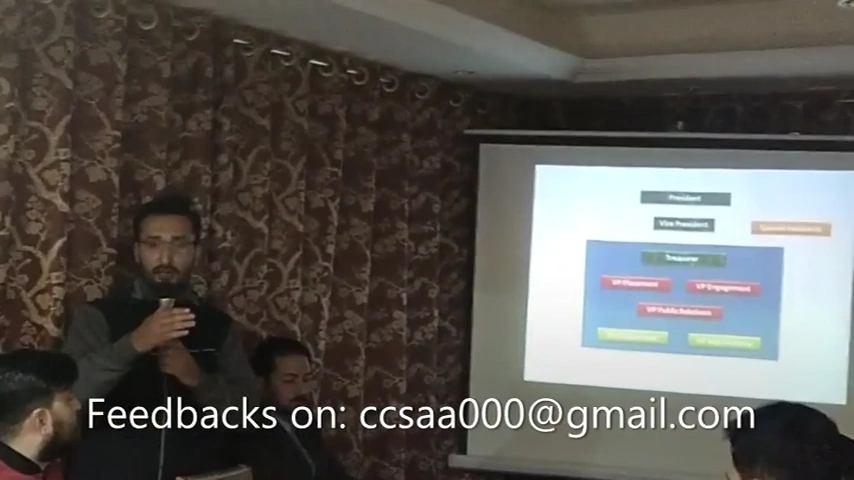 President
Vice President
Treasurer
VP Placement
VP Engagement
VP Public Relations
Feedbacks on: ccsaa000@gmail.com